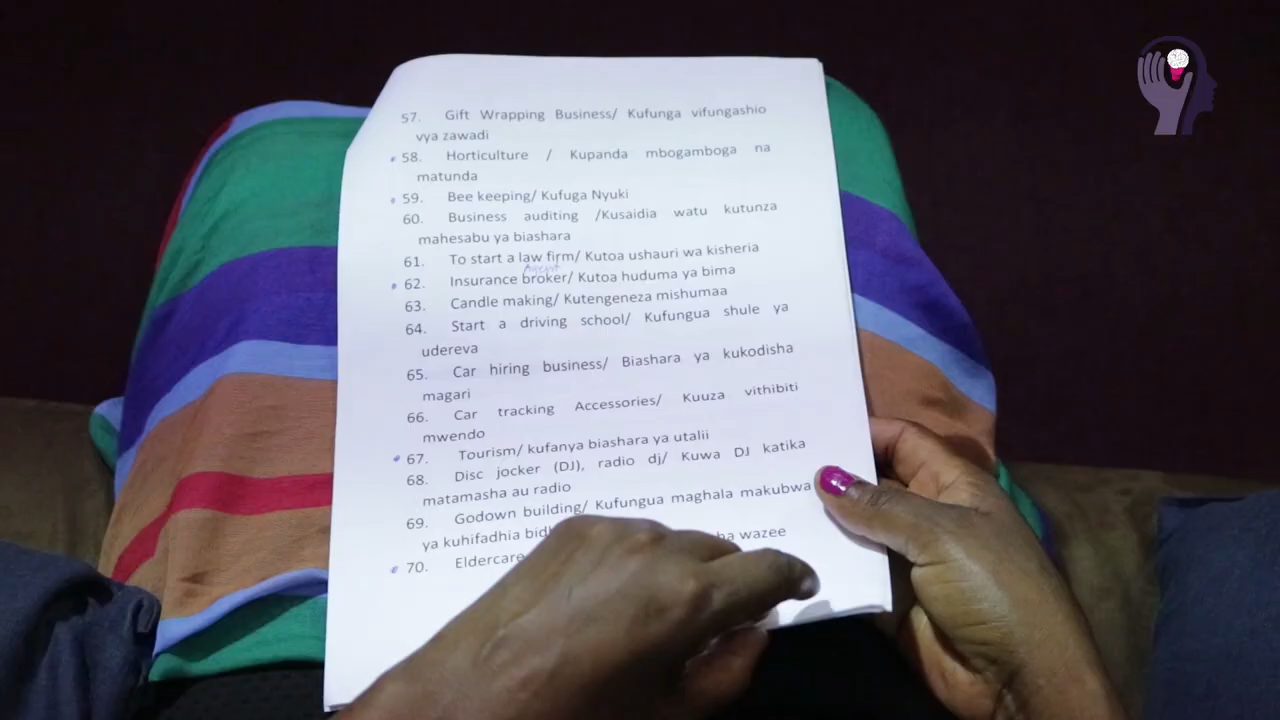 57. Gift Wrapping Business/ Kufunga vifungashio
vya zawadi
58. Horticulture / Kupanda mbogamboga na
matunda
59. Bee keeping/ Kufuga Nyuki
60. Business auditing /Kusaidia watu kutunza
mahesabu ya biashara
61. To start a law firm/ Kutoa ushauri wa kisheria
Agent
62. Insurance broker/ Kutoa huduma ya bima
63. Candle making/ Kutengeneza mishumaa
64. Start a driving school/ Kufungua shule ya
udereva
65. Car hiring business/ Biashara ya kukodisha
magari
66. Car tracking Accessories/ Kuuza vithibiti
mwendo
67. Tourism/ kufanya biashara ya utalii
68. Disc jocker (DJ), radio dj/ Kuwa DJ katika
matamasha au radio
69. Godown building/ Kufungua maghala makubwa
ya kuhifadhia
70. Eldercare wazee